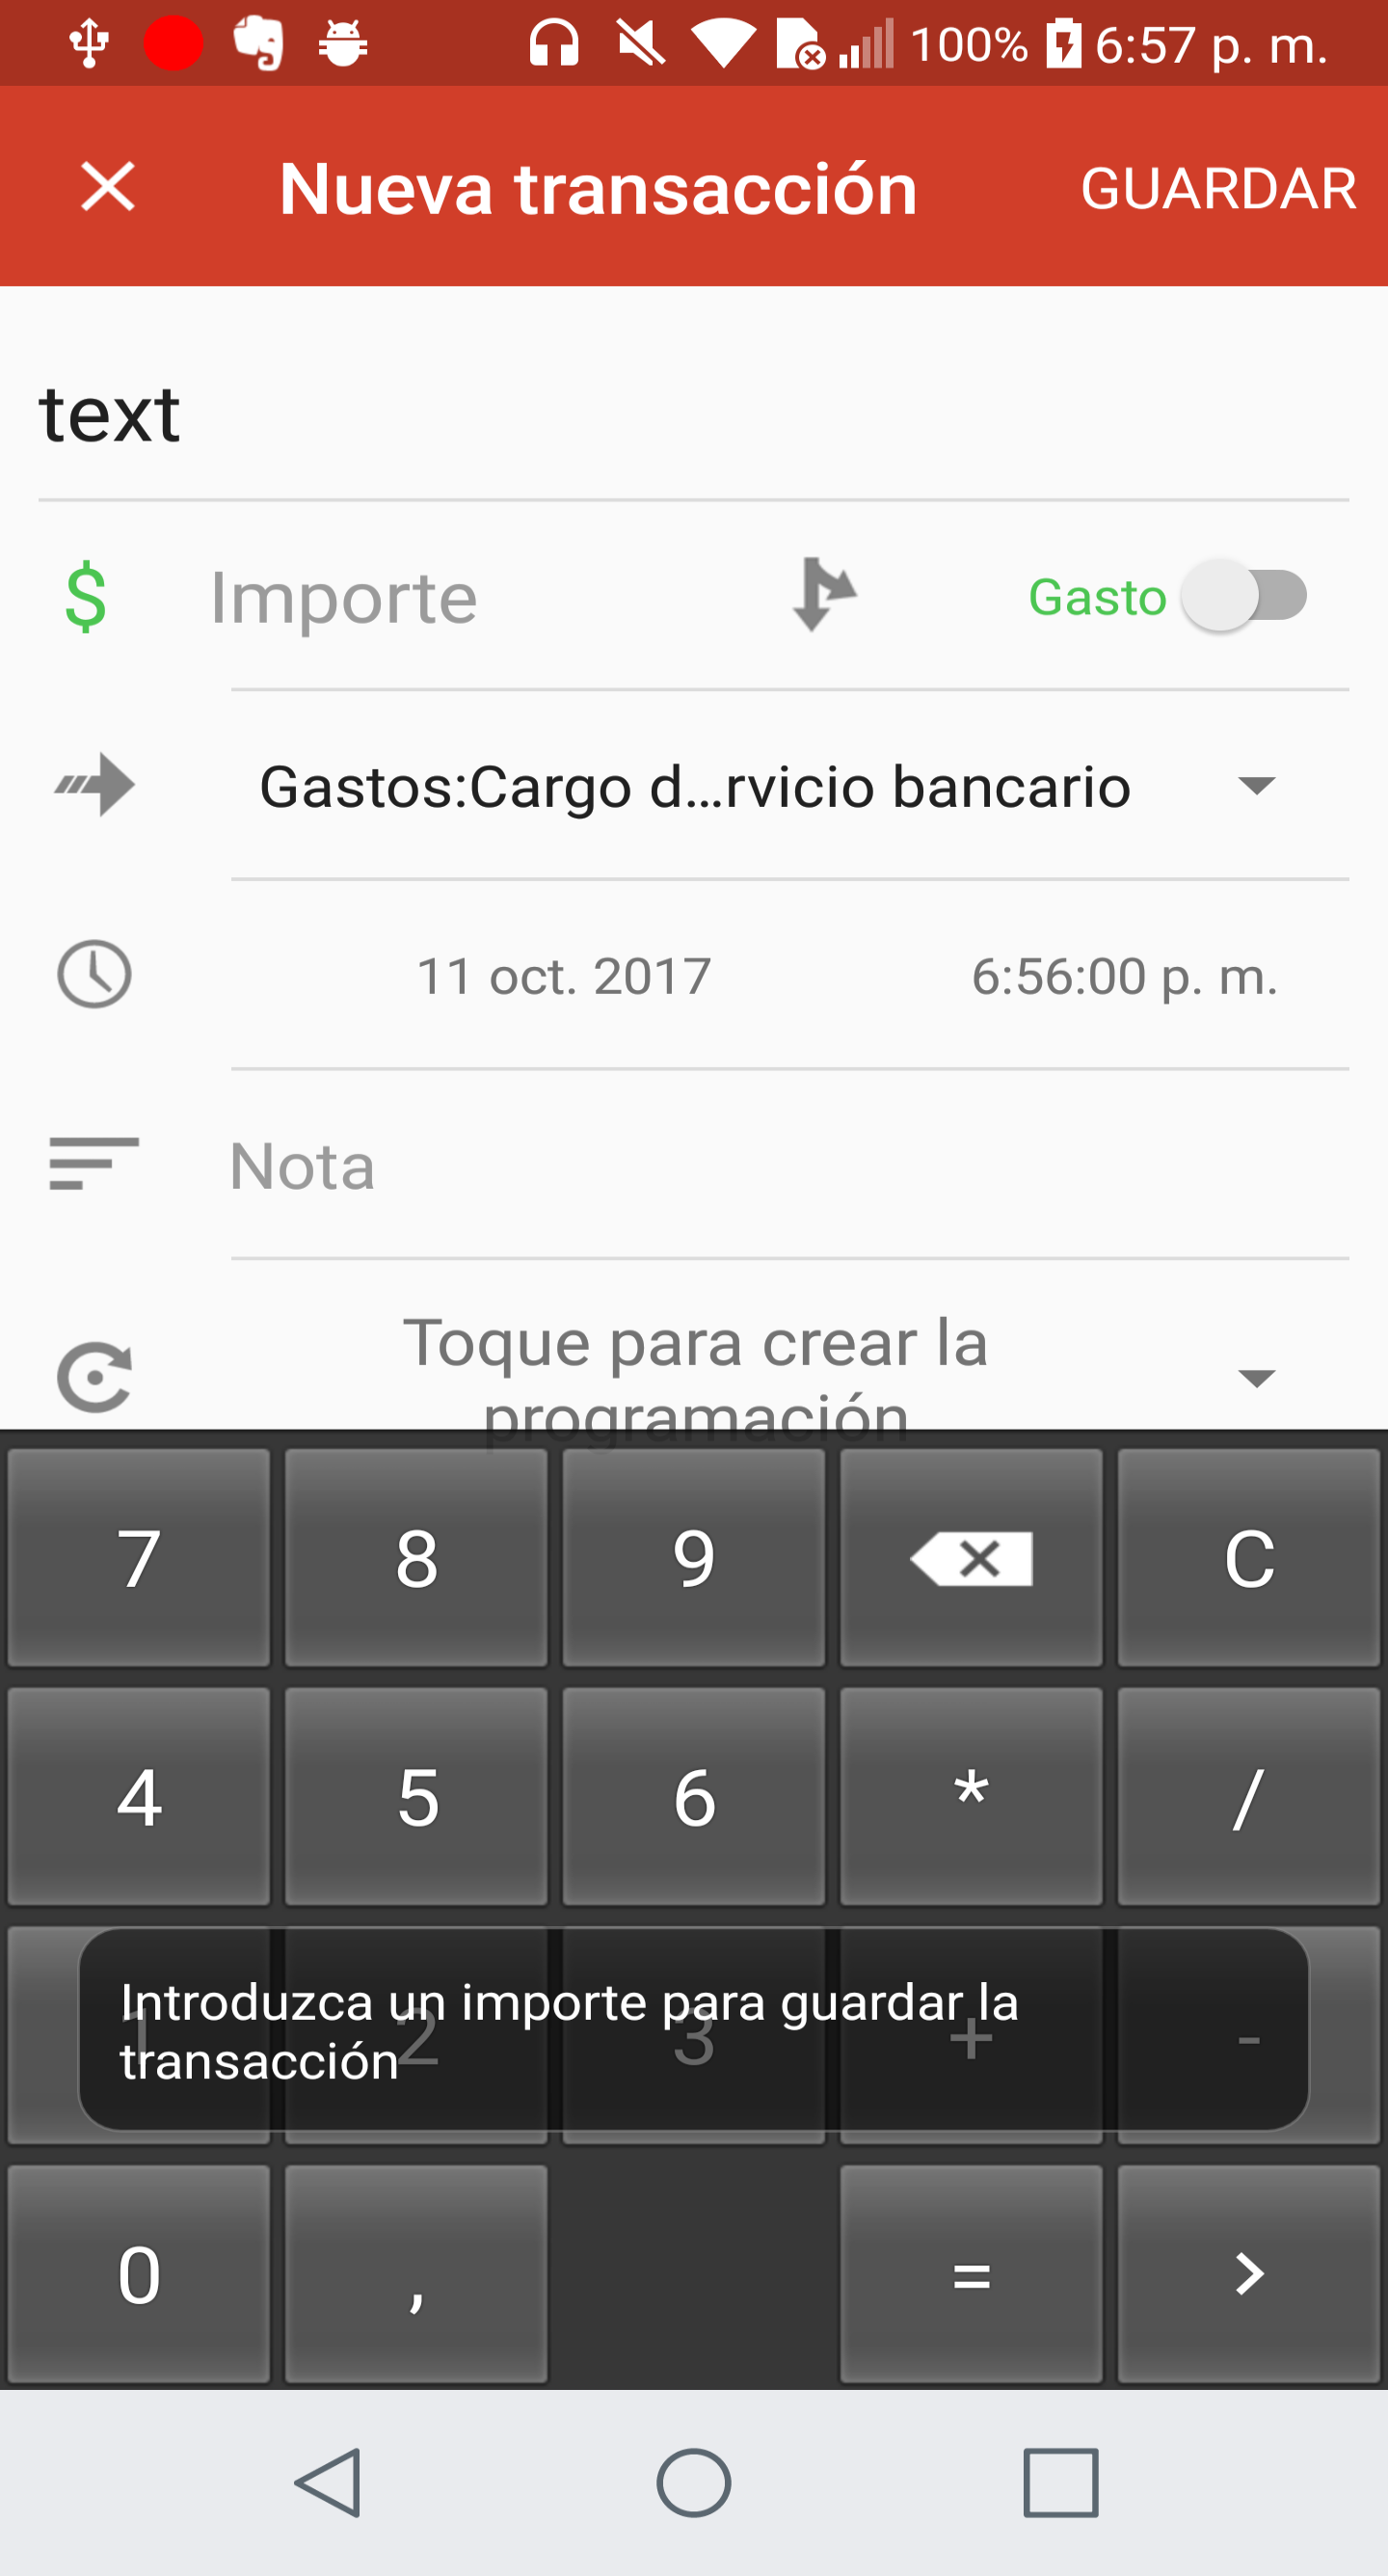 100% 6:57 p. m.
Nueva transacción GUARDAR
text
$ Importe Gasto
Gastos:Cargo d...rvicio bancario
11 oct. 2017 6:56:00 p. m.
Nota
Toque para crear la
programación
7 8 9 C
4 5 6 * /
Introduzca un importe para guardar la
transacción
1 2 3 + -
0 , = >